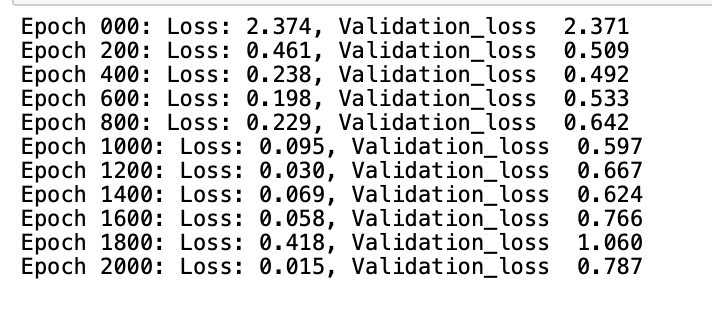 Epoch 000: Loss: 2.374, Validation_loss  2.371
Epoch 200: Loss: 0.461, Validation_loss  0.509
Epoch 400: Loss: 0.238, Validation_loss  0.492
Epoch 600: Loss: 0.198, Validation_loss  0.533
Epoch 800: Loss: 0.229, Validation_loss  0.642
Epoch 1000: Loss: 0.095, Validation_loss  0.597
Epoch 1200: Loss: 0.030, Validation_loss  0.667
Epoch 1400: Loss: 0.069, Validation_loss  0.624
Epoch 1600: Loss: 0.058, Validation_loss  0.766
Epoch 1800: Loss: 0.418, Validation_loss  1.060
Epoch 2000: Loss: 0.015, Validation_loss  0.787